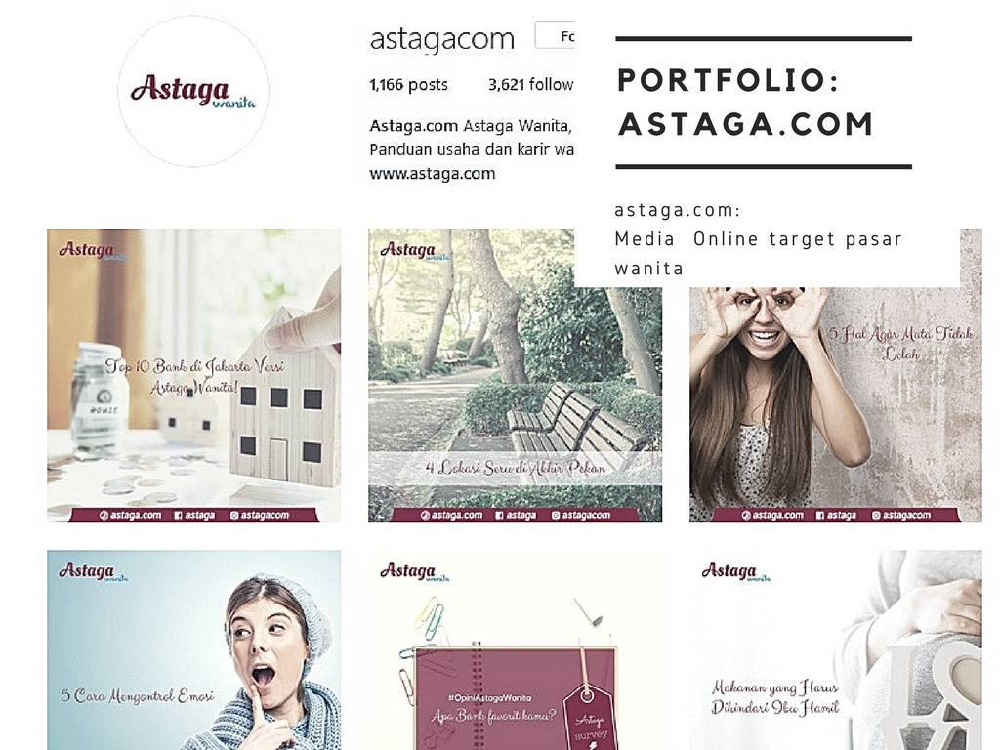 Astaga
wanita
astagacom
Fo
1,166 posts 3,621 follow
Astaga.com Astaga Wanita,
Panduan usaha dan karir wa
www.astaga.com
PORTFOLIO:
ASTAGA.COM
astaga.com:
Media Online target pasar
wanita
Astaga
wanita
HOUSE
Top 10 Bank di Jakarta Versi
Astaga Wanita!
astaga.com astaga astagacom
Astaga
wanita
4 Lokasi Seru di Akhir Pekan
astaga.com astaga astagacom
5 Hal Agar Mata Tidak
Lelah
astaga.com astaga astagacom
Astaga
wanita
5 Cara Mengontrol Emosi
Astaga
wanita
#OpiniAstagaWanita
Apa Bank favorit kamu?
Astaga
survey
Astaga
wanita
Makanan yang Harus
Dihindari Ibu Hamil